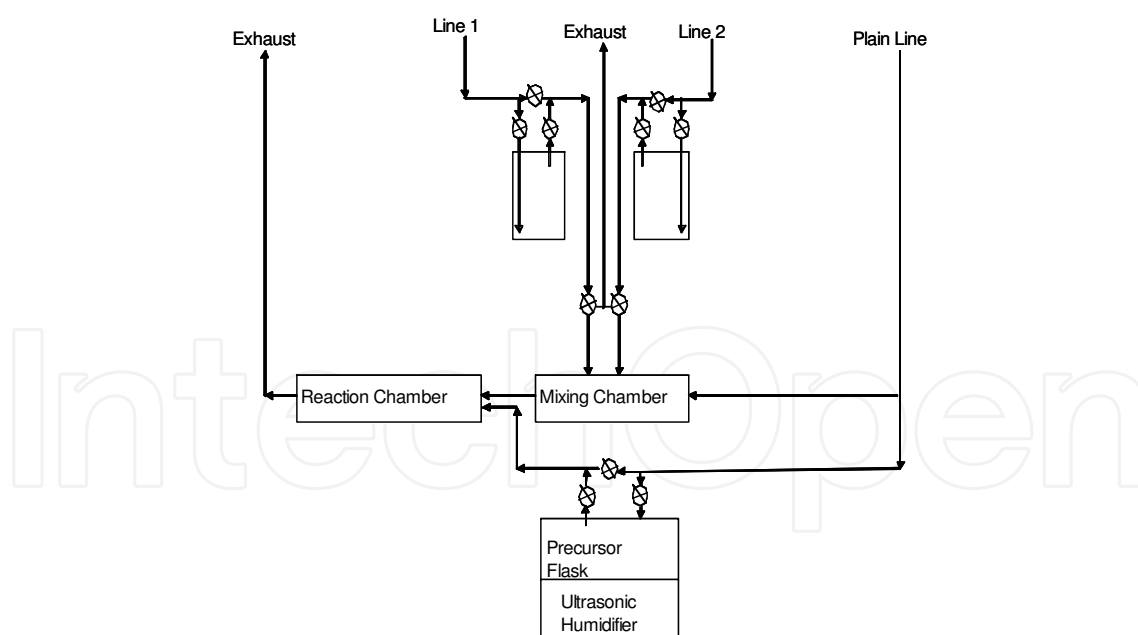 Line 1
Exhaust
Exhaust
Line 2
Plain Line
Reaction Chamber
Mixing Chamber
IntechOpen
Precursor
Flask
Ultrasonic
Humidifier